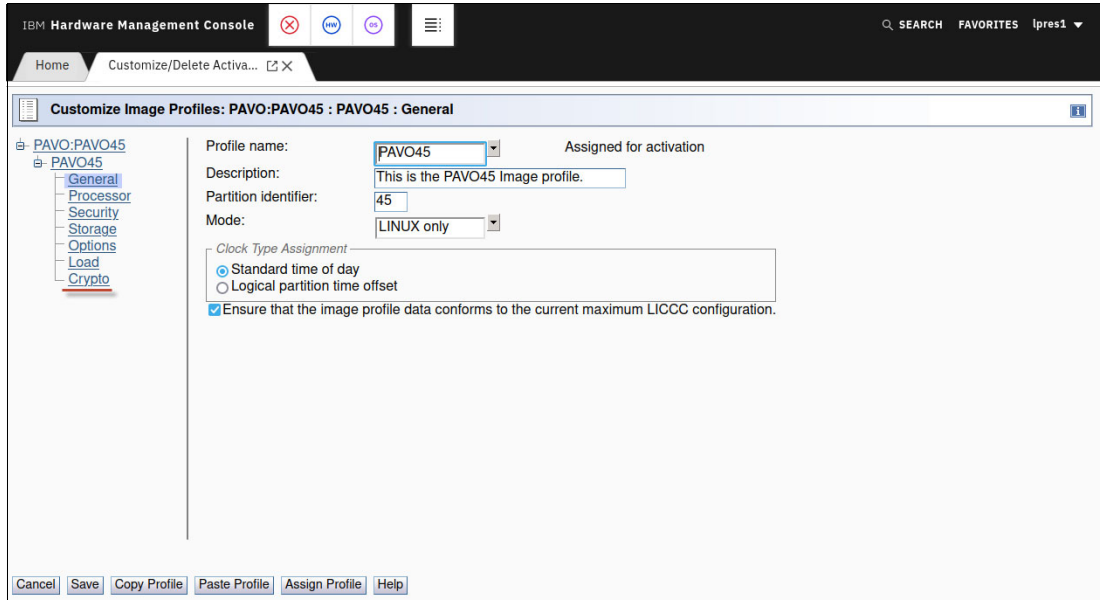 IBM Hardware Management Console HW OS SEARCH FAVORITES lpres1
Home Customize/Delete Activa...
Customize Image Profiles: PAVO:PAVO45 : PAVO45 : General
PAVO:PAVO45
PAVO45
General
Processor
Security
Storage
Options
Load
Crypto
Profile name: PAVO45 Assigned for activation
Description: This is the PAVO45 Image profile.
Partition identifier: 45
Mode: LINUX only
Clock Type Assignment
Standard time of day
Logical partition time offset
Ensure that the image profile data conforms to the current maximum LICCC configuration.
Cancel Save Copy Profile Paste Profile Assign Profile Help